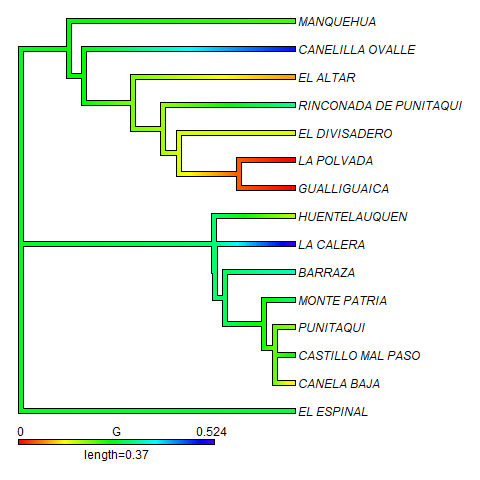 MANQUEHUA
CANELILLA OVALLE
EL ALTAR
RINCONADA DE PUNITAQUI
EL DIVISADERO
LA POLVADA
GUALLIGUAICA
HUENTELAUQUEN
LA CALERA
BARRAZA
MONTE PATRIA
PUNITAQUI
CASTILLO MAL PASO
CANELA BAJA
EL ESPINAL
0 G 0.524
length=0.37